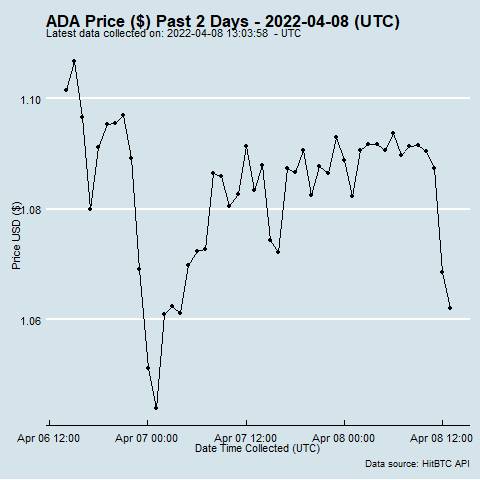 ADA Price ($) Past 2 Days - 2022-04-08 (UTC)
Latest data collected on: 2022-04-08 13:03:58 - UTC
1.10
1.08
1.06
Price USD ($)
Apr 06 12:00 Apr 07 00:00 Apr 07 12:00 Apr 08 00:00 Apr 08 12:00
Date Time Collected (UTC)
Data source: HitBTC API